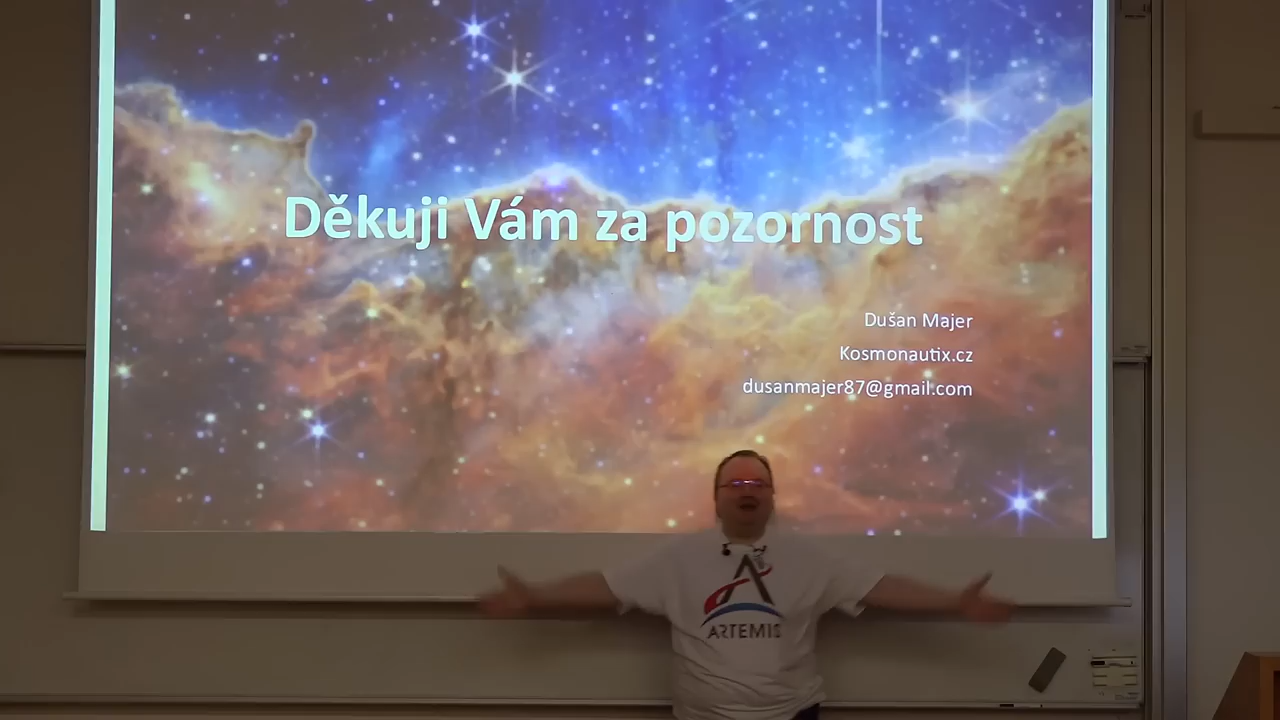 Děkuji Vám za pozornost
Dušan Majer
Kosmonautix.cz
dusanmajer87@gmail.com
ARTEMIS